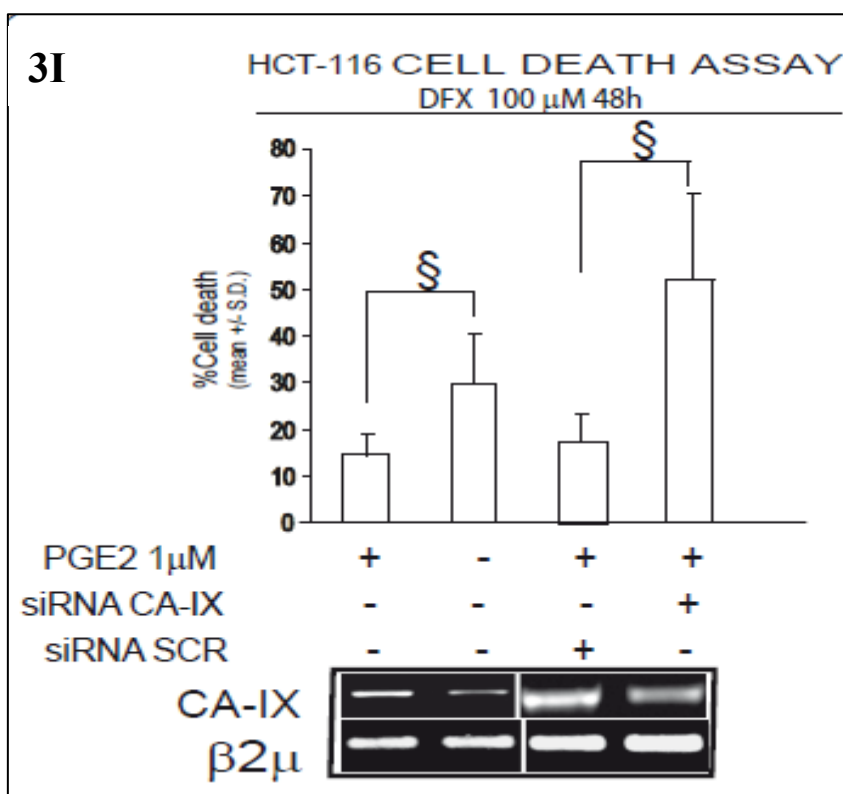 3I
HCT-116 CELL DEATH ASSAY
DFX 100 μM 48h
%Cell death
(mean +/- S.D.)
80
70
60
50
40
30
20
10
0
§
§
PGE2 1μM + - + +
siRNA CA-IX - - - +
siRNA SCR - - + -
CA-IX
β2μ